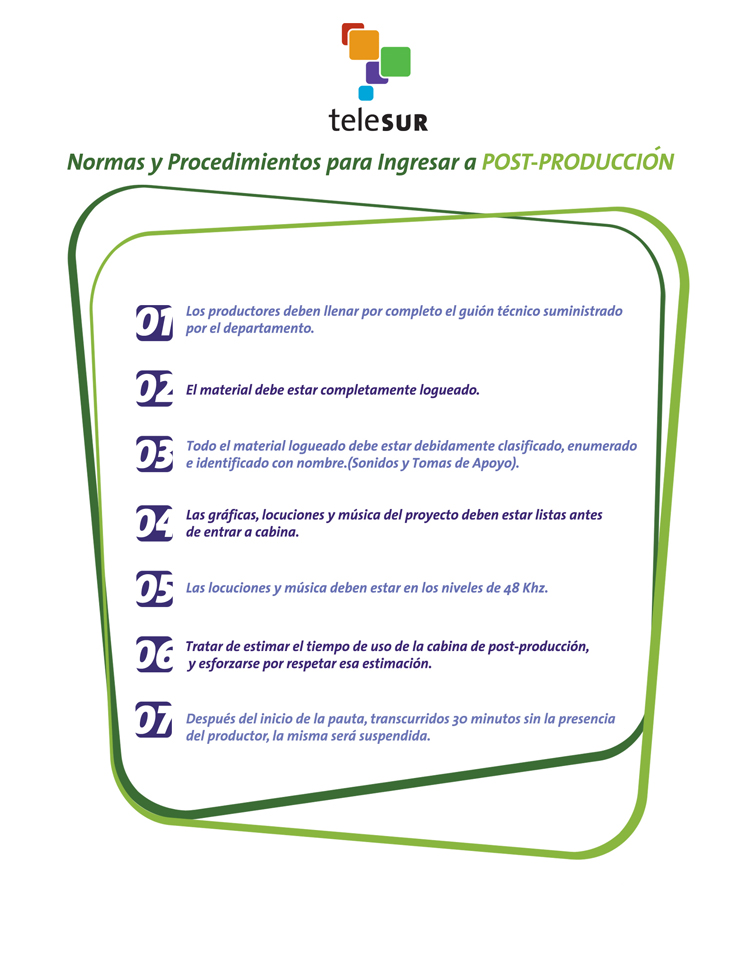 teleSUR
Normas y Procedimientos para Ingresar a POST-PRODUCCIÓN
01 Los productores deben llenar por completo el guión técnico suministrado
por el departamento.
02 El material debe estar completamente logueado.
03 Todo el material logueado debe estar debidamente clasificado, enumerado
e identificado con nombre.(Sonidos y Tomas de Apoyo).
04 Las gráficas, locuciones y música del proyecto deben estar listas antes
de entrar a cabina.
05 Las locuciones y música deben estar en los niveles de 48 Khz.
06 Tratar de estimar el tiempo de uso de la cabina de post-producción,
y esforzarse por respetar esa estimación.
07 Después del inicio de la pauta, transcurridos 30 minutos sin la presencia
del productor, la misma será suspendida.